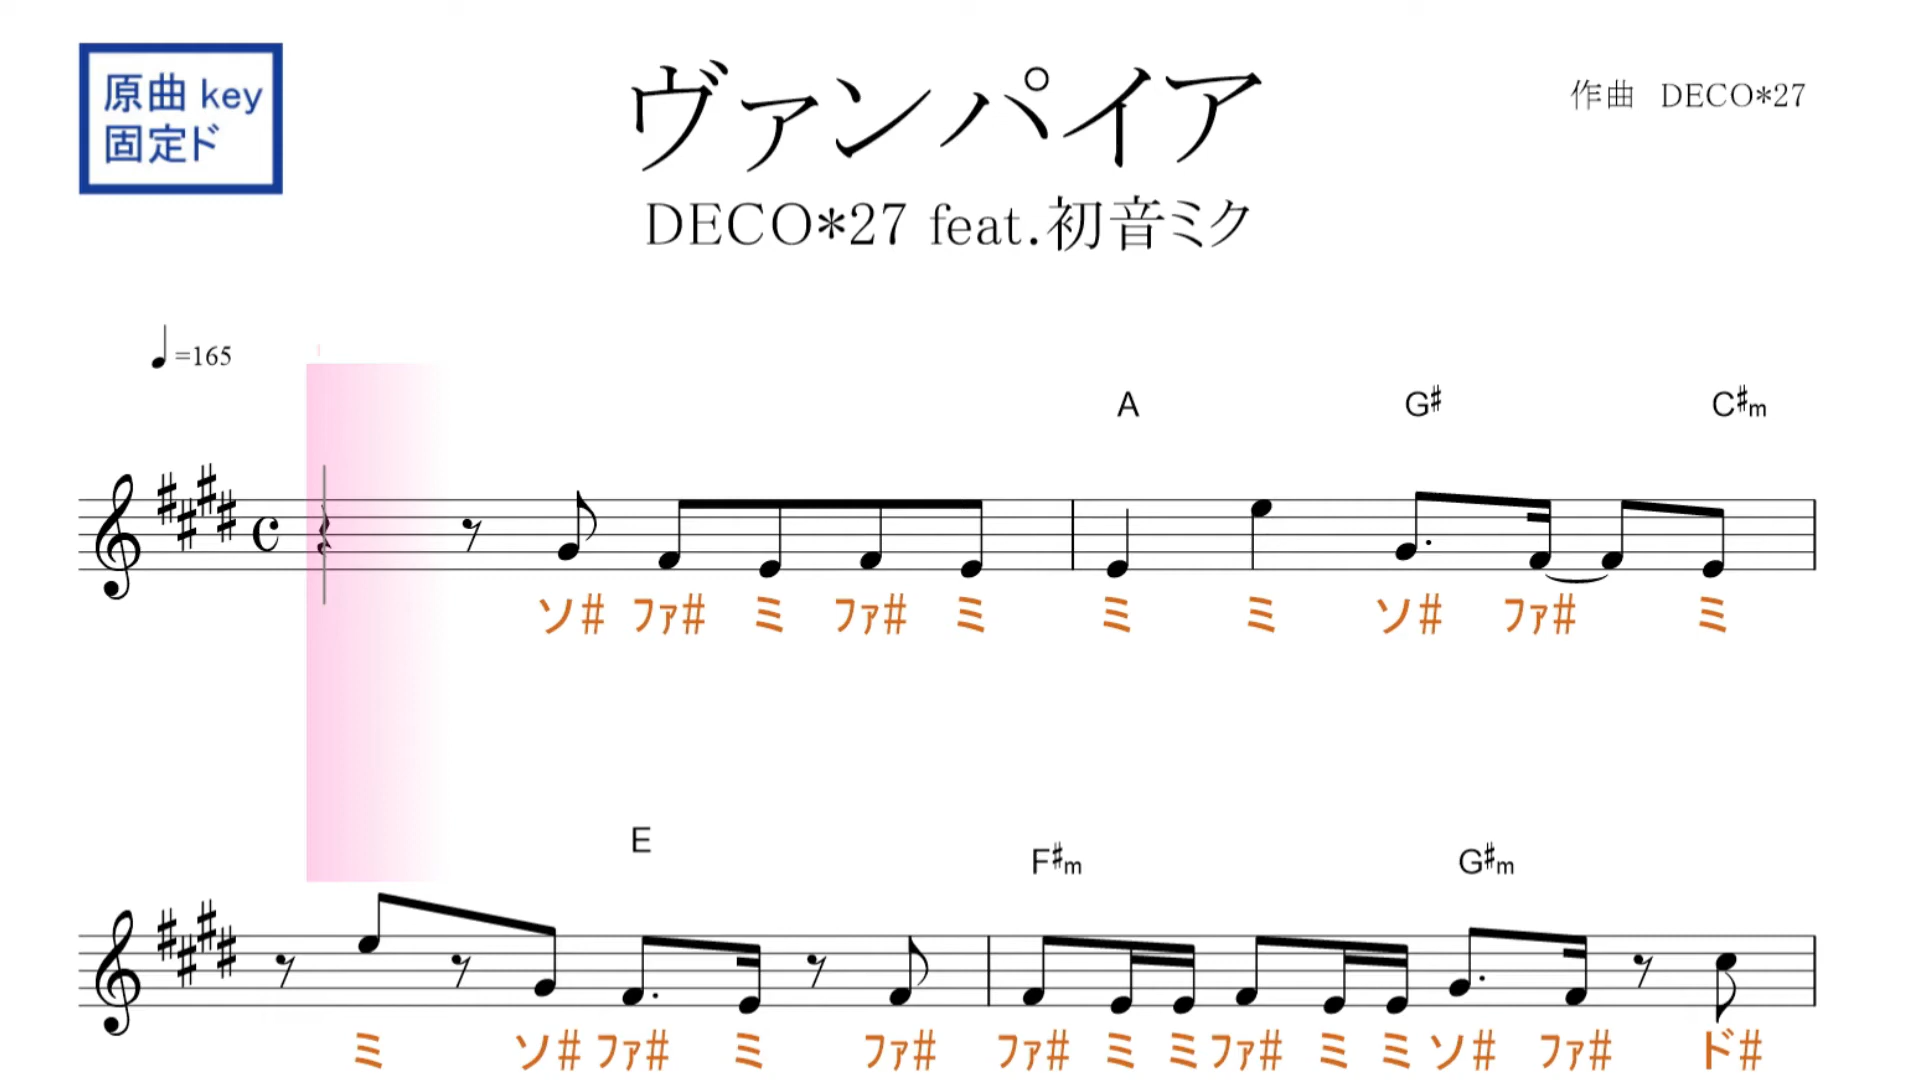 原曲 key
固定ド
ヴァンパイア
作曲 DECO*27
DECO*27 feat.初音ミク
=165
A G♯ C♯m
ソ# ファ# ミ ファ# ミ ミ ミ ソ# ファ# ミ
E F♯m G♯m
ミ ソ# ファ# ミ ファ# ファ# ミ ミ ファ# ミ ミ ソ# ファ# ド#